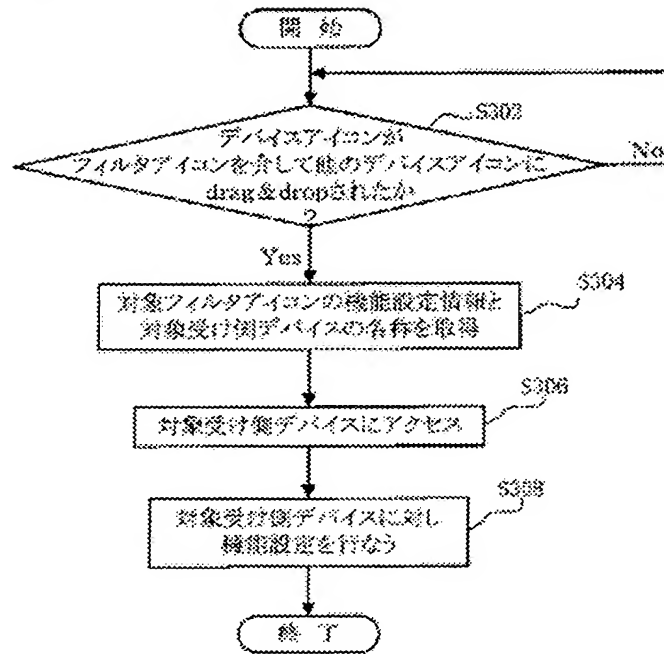 開始
S302
デバイスアイコンが
フィルタアイコンを介して他のデバイスアイコンに
drag&dropされたか
?
No
Yes
S304
対象フィルタアイコンの機能設定情報と
対象受け側デバイスの名称を取得
S306
対象受け側デバイスにアクセス
S308
対象受け側デバイスに対し
機能設定を行なう
終了